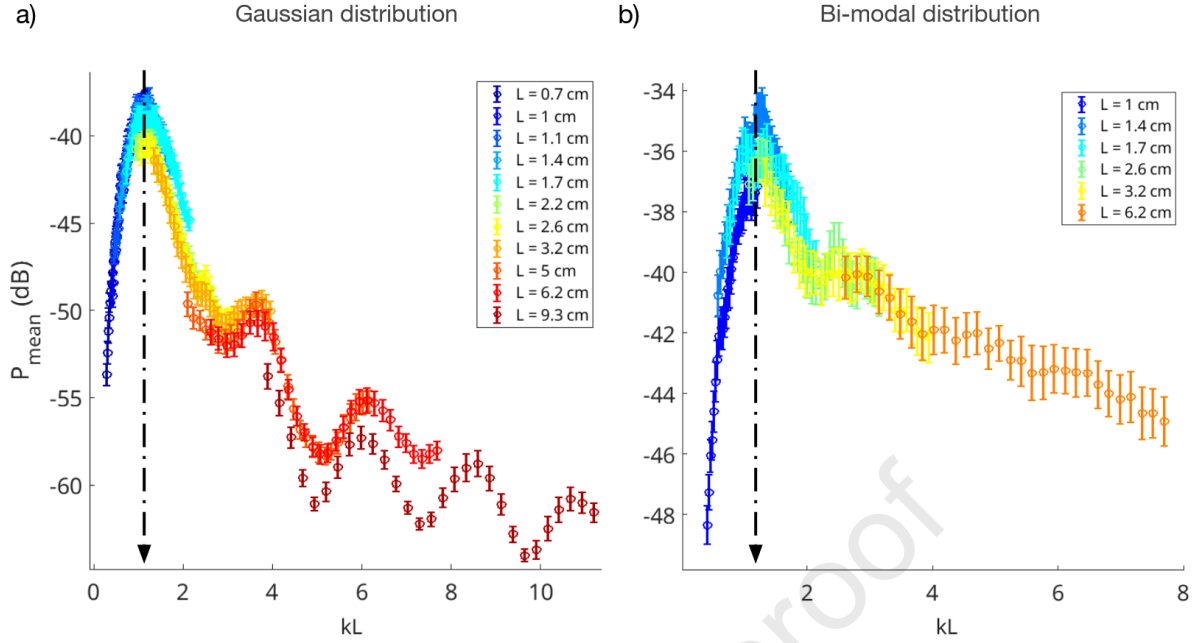 a)
Gaussian distribution
P_mean (dB)
-40
-45
-50
-55
-60
0
2
4
6
8
10
kL
L = 0.7 cm
L = 1 cm
L = 1.1 cm
L = 1.4 cm
L = 1.7 cm
L = 2.2 cm
L = 2.6 cm
L = 3.2 cm
L = 5 cm
L = 6.2 cm
L = 9.3 cm
b)
Bi-modal distribution
-34
-36
-38
-40
-42
-44
-46
-48
2
4
6
8
kL
L = 1 cm
L = 1.4 cm
L = 1.7 cm
L = 2.6 cm
L = 3.2 cm
L = 6.2 cm
roof